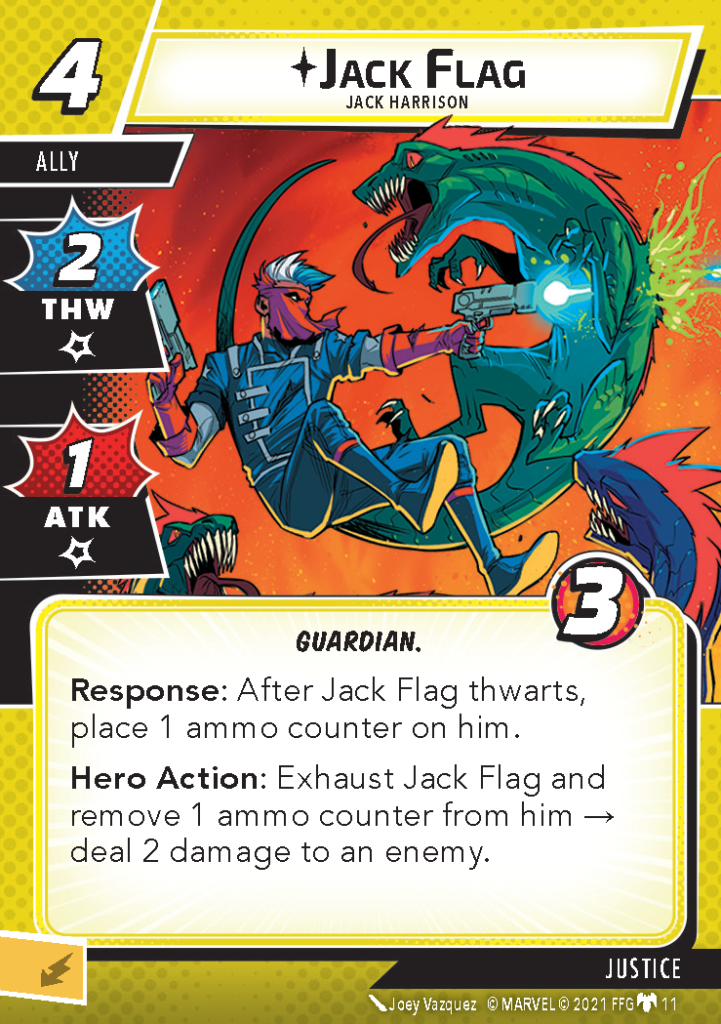 4
JACK FLAG
JACK HARRISON
ALLY
2
THW
1
ATK
3
GUARDIAN.
Response: After Jack Flag thwarts,
place 1 ammo counter on him.
Hero Action: Exhaust Jack Flag and
remove 1 ammo counter from him →
deal 2 damage to an enemy.
JUSTICE
Joey Vazquez © MARVEL © 2021 FFG 11